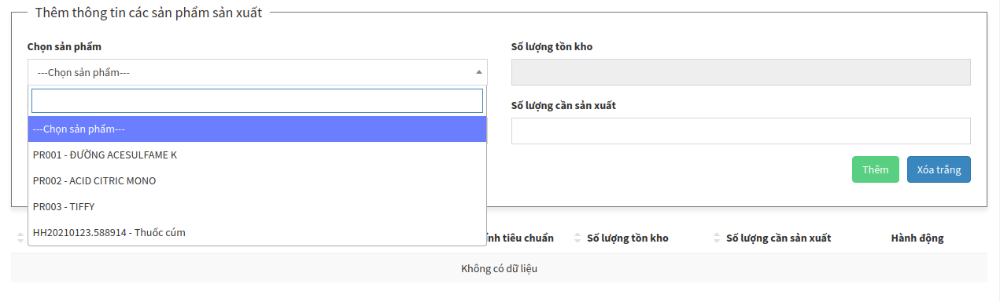 Thêm thông tin các sản phẩm sản xuất
Chọn sản phẩm
---Chọn sản phẩm---
---Chọn sản phẩm---
PR001 - ĐƯỜNG ACESULFAME K
PR002 - ACID CITRIC MONO
PR003 - TIFFY
HH20210123.588914 - Thuốc cúm
Số lượng tồn kho
Số lượng cần sản xuất
Thêm Xóa trắng
tiêu chuẩn Số lượng tồn kho Số lượng cần sản xuất Hành động
Không có dữ liệu